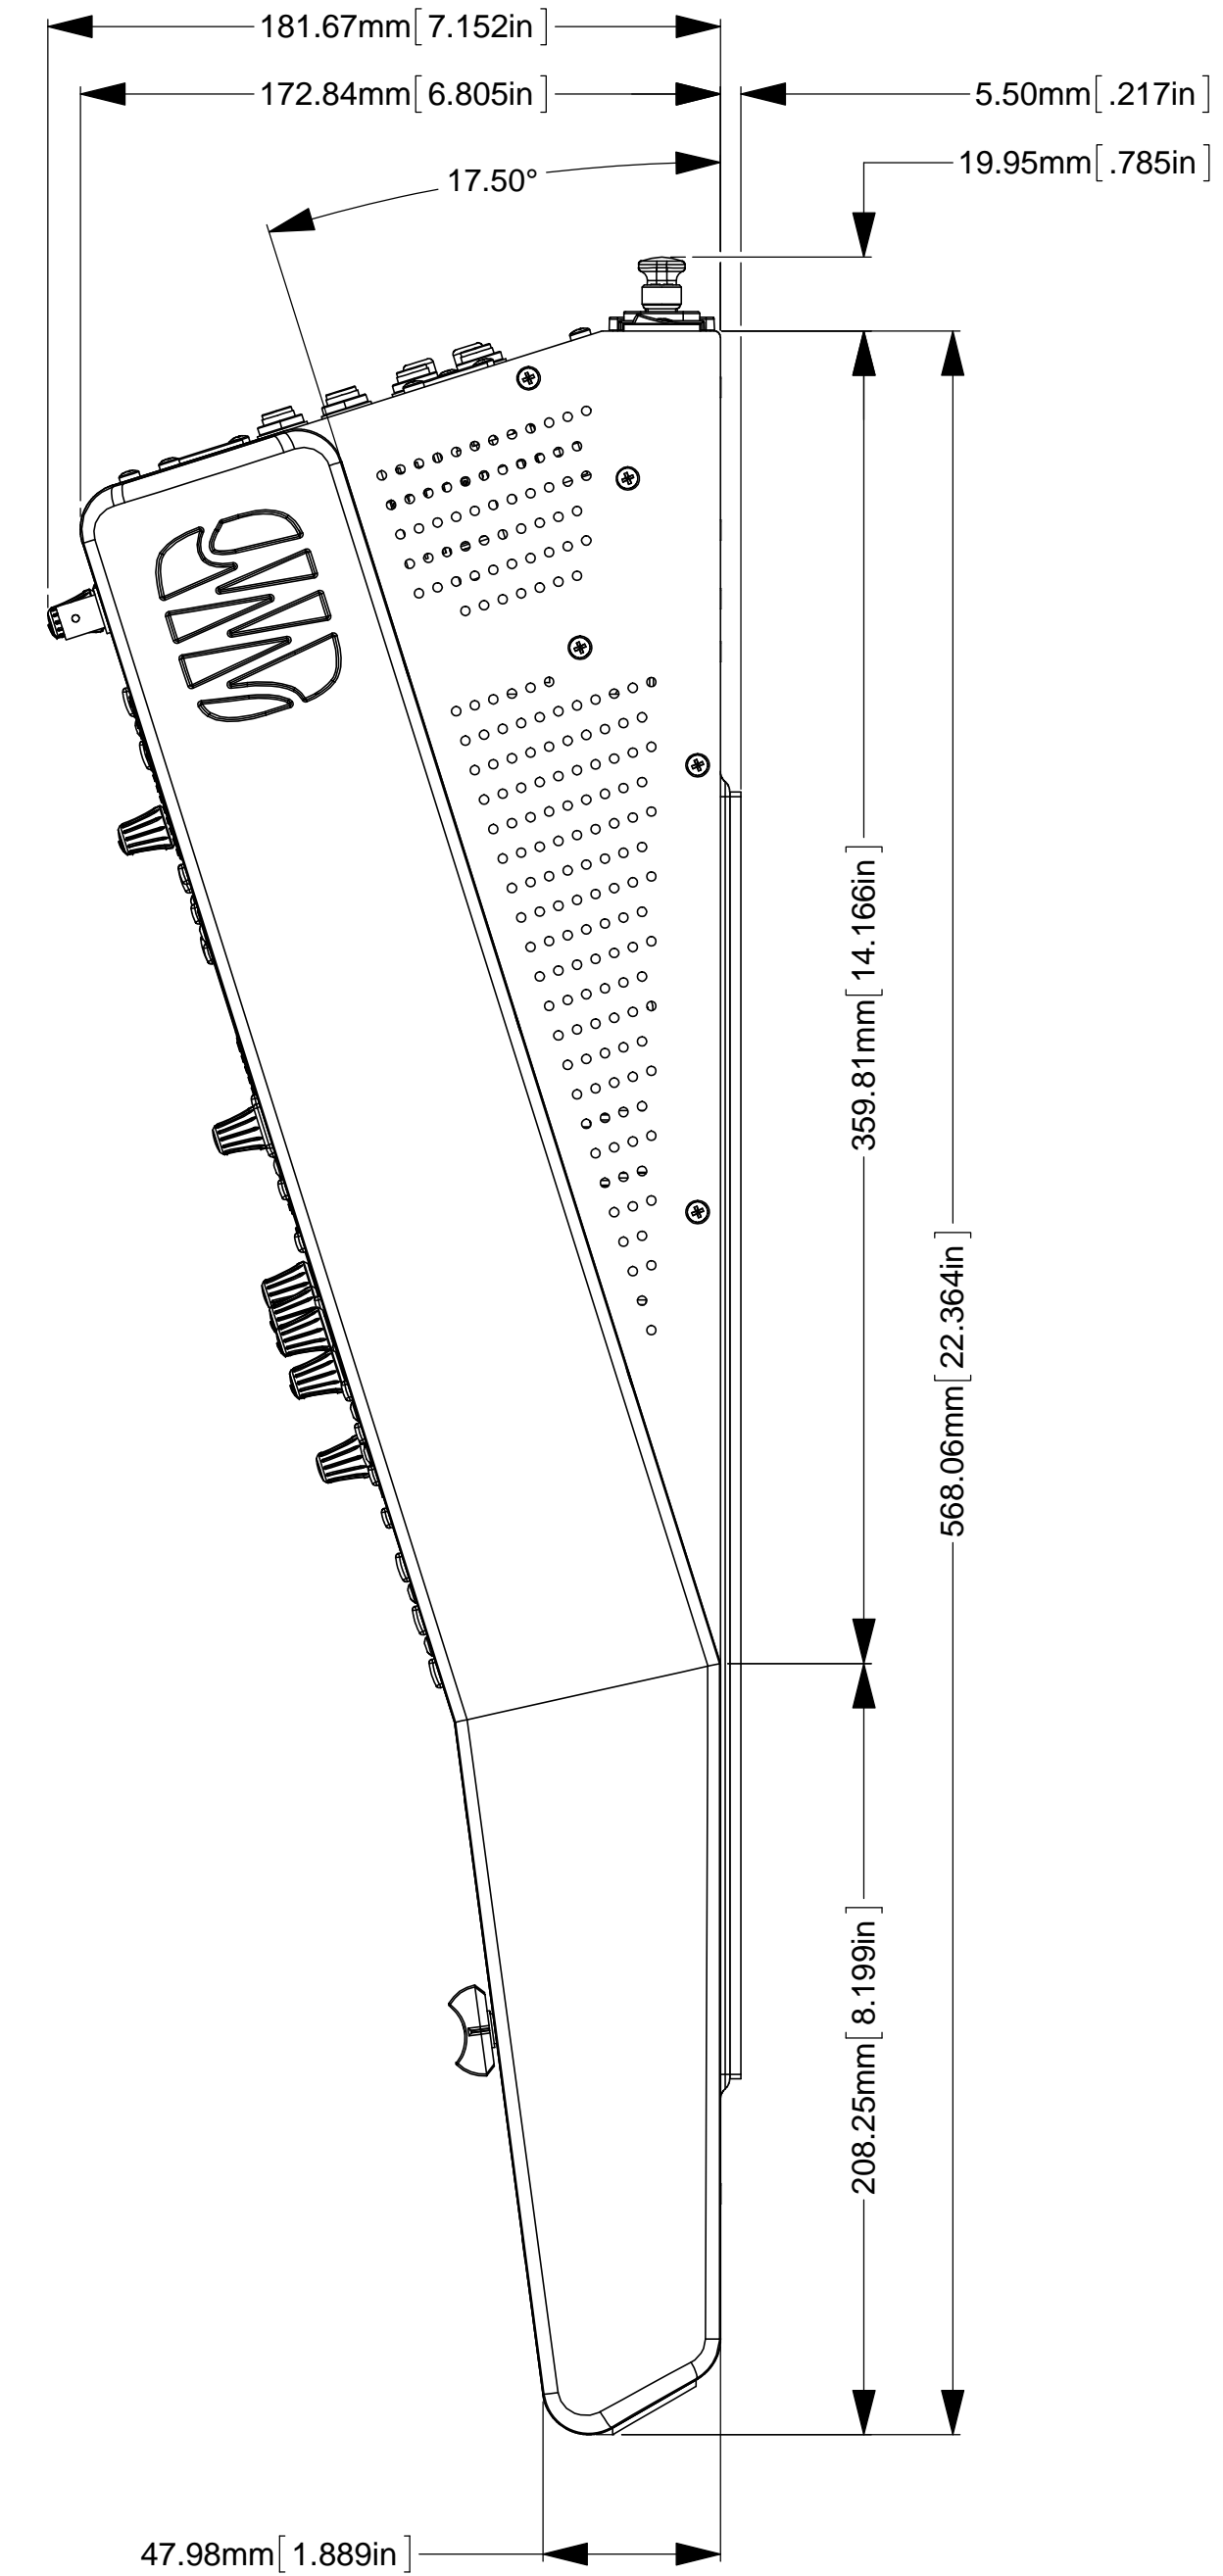 181.67mm[ 7.152in ]
172.84mm[ 6.805in ]
5.50mm[ .217in ]
19.95mm[ .785in ]
17.50°
359.81mm[ 14.166in ]
568.06mm[ 22.364in ]
208.25mm[ 8.199in ]
47.98mm[ 1.889in ]